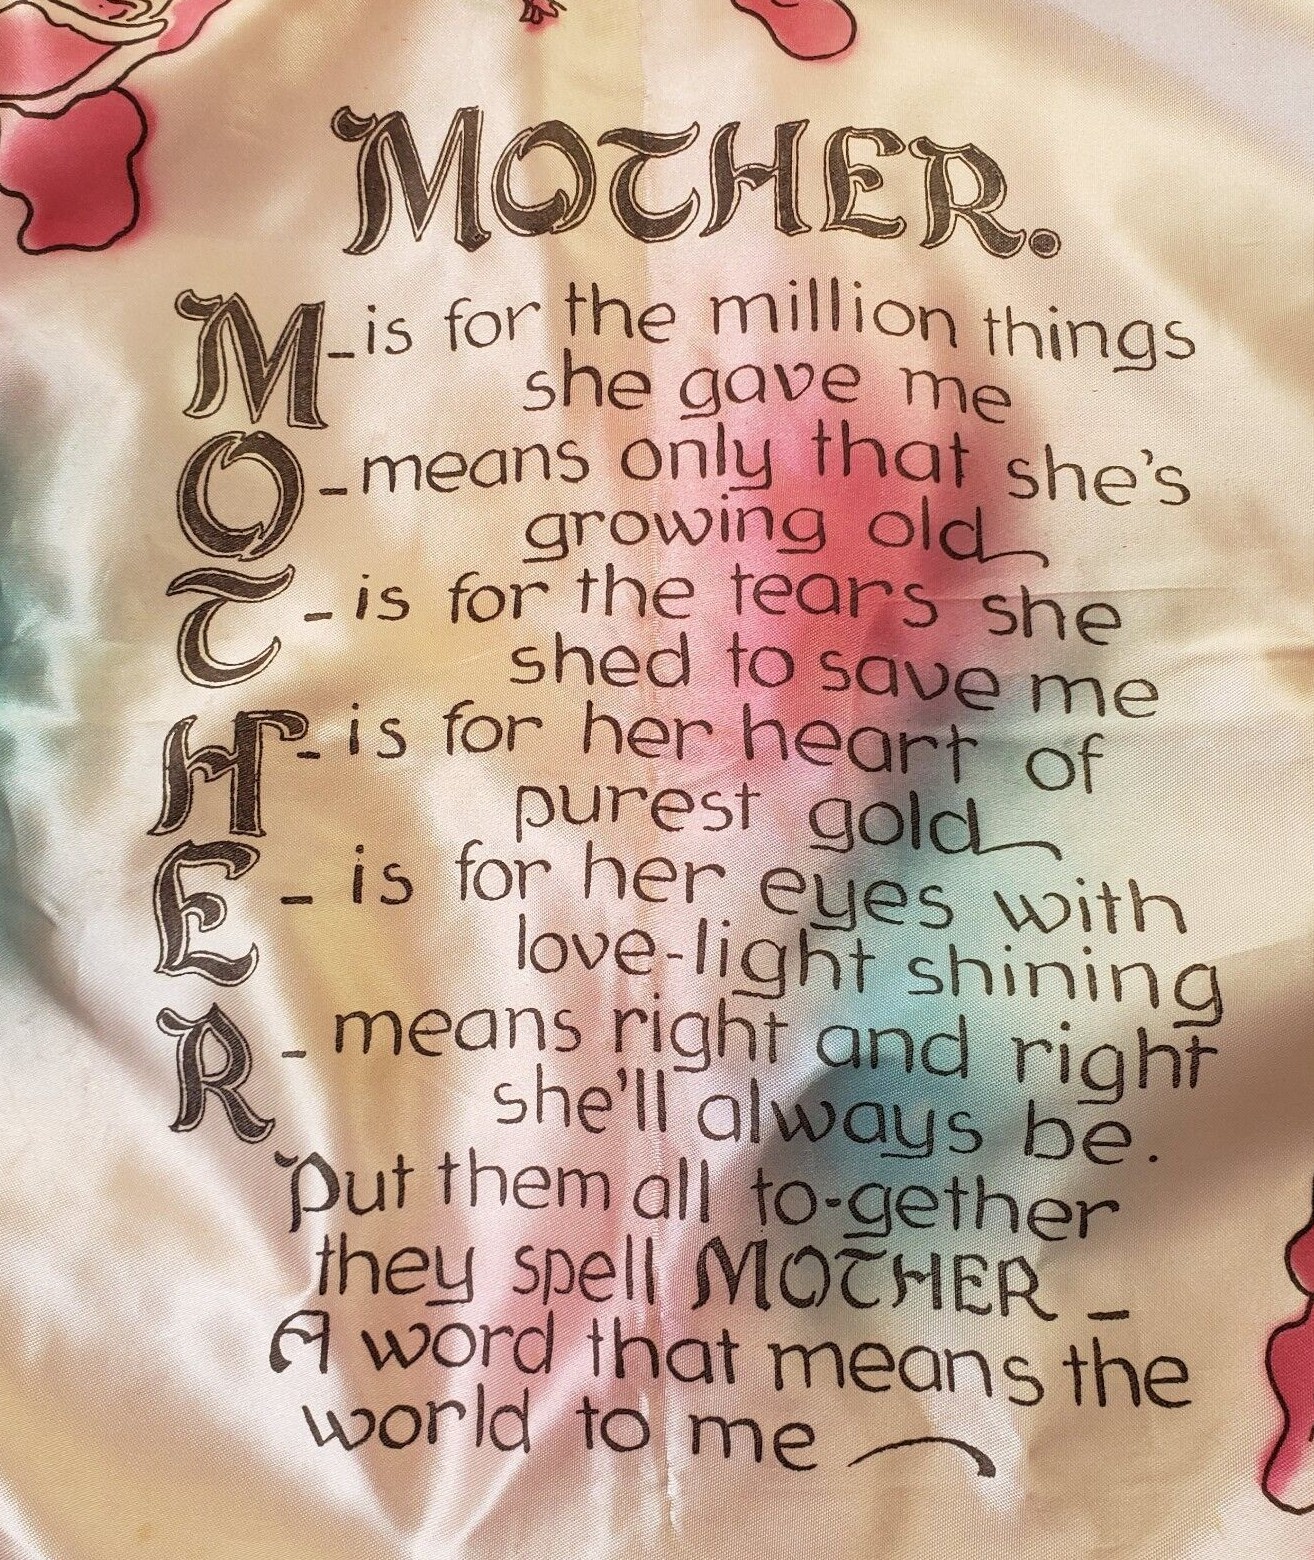 MOTHER.
M - is for the million things
she gave me
O - means only that she's
growing old
T - is for the tears she
shed to save me
H - is for her heart of
purest gold
E - is for her eyes with
love-light shining
R - means right and right
she'll always be.
Put them all to-gether
they spell MOTHER -
A word that means the
world to me